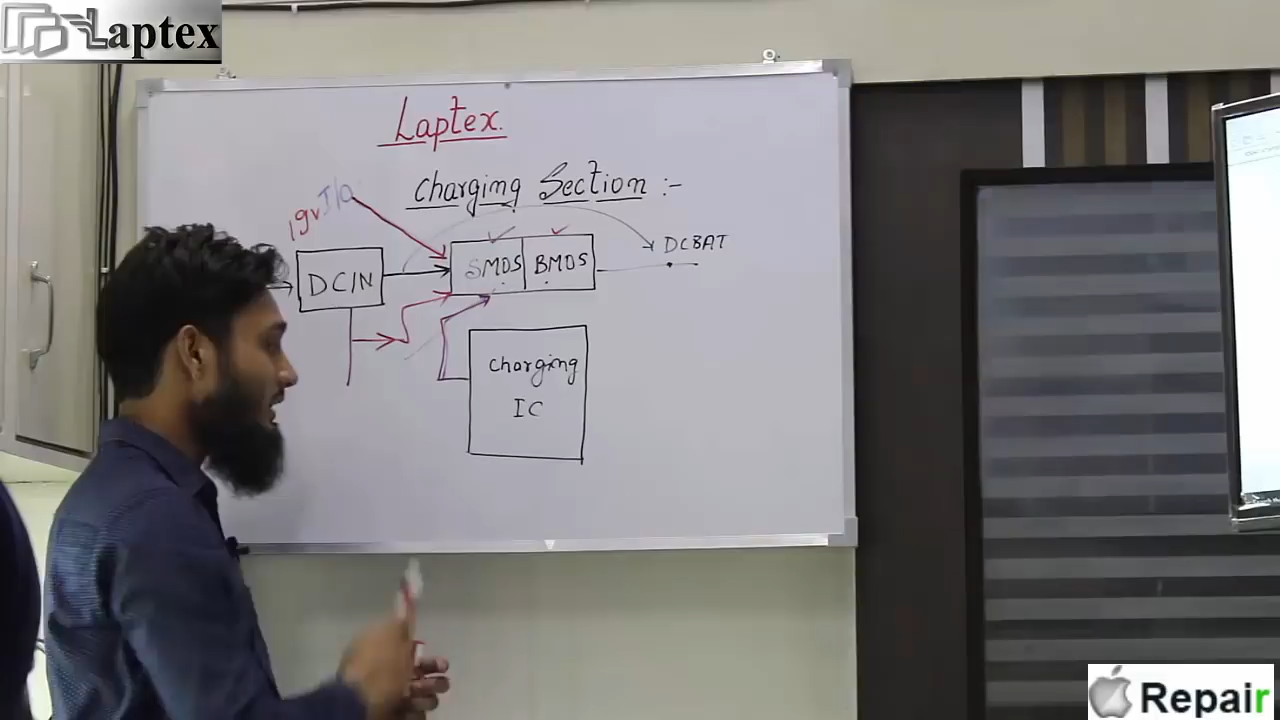 Laptex
Laptex.
Charging Section :-
19v I/O
DCIN
SMOS
BMOS
DCBAT
Charging
IC
Repair